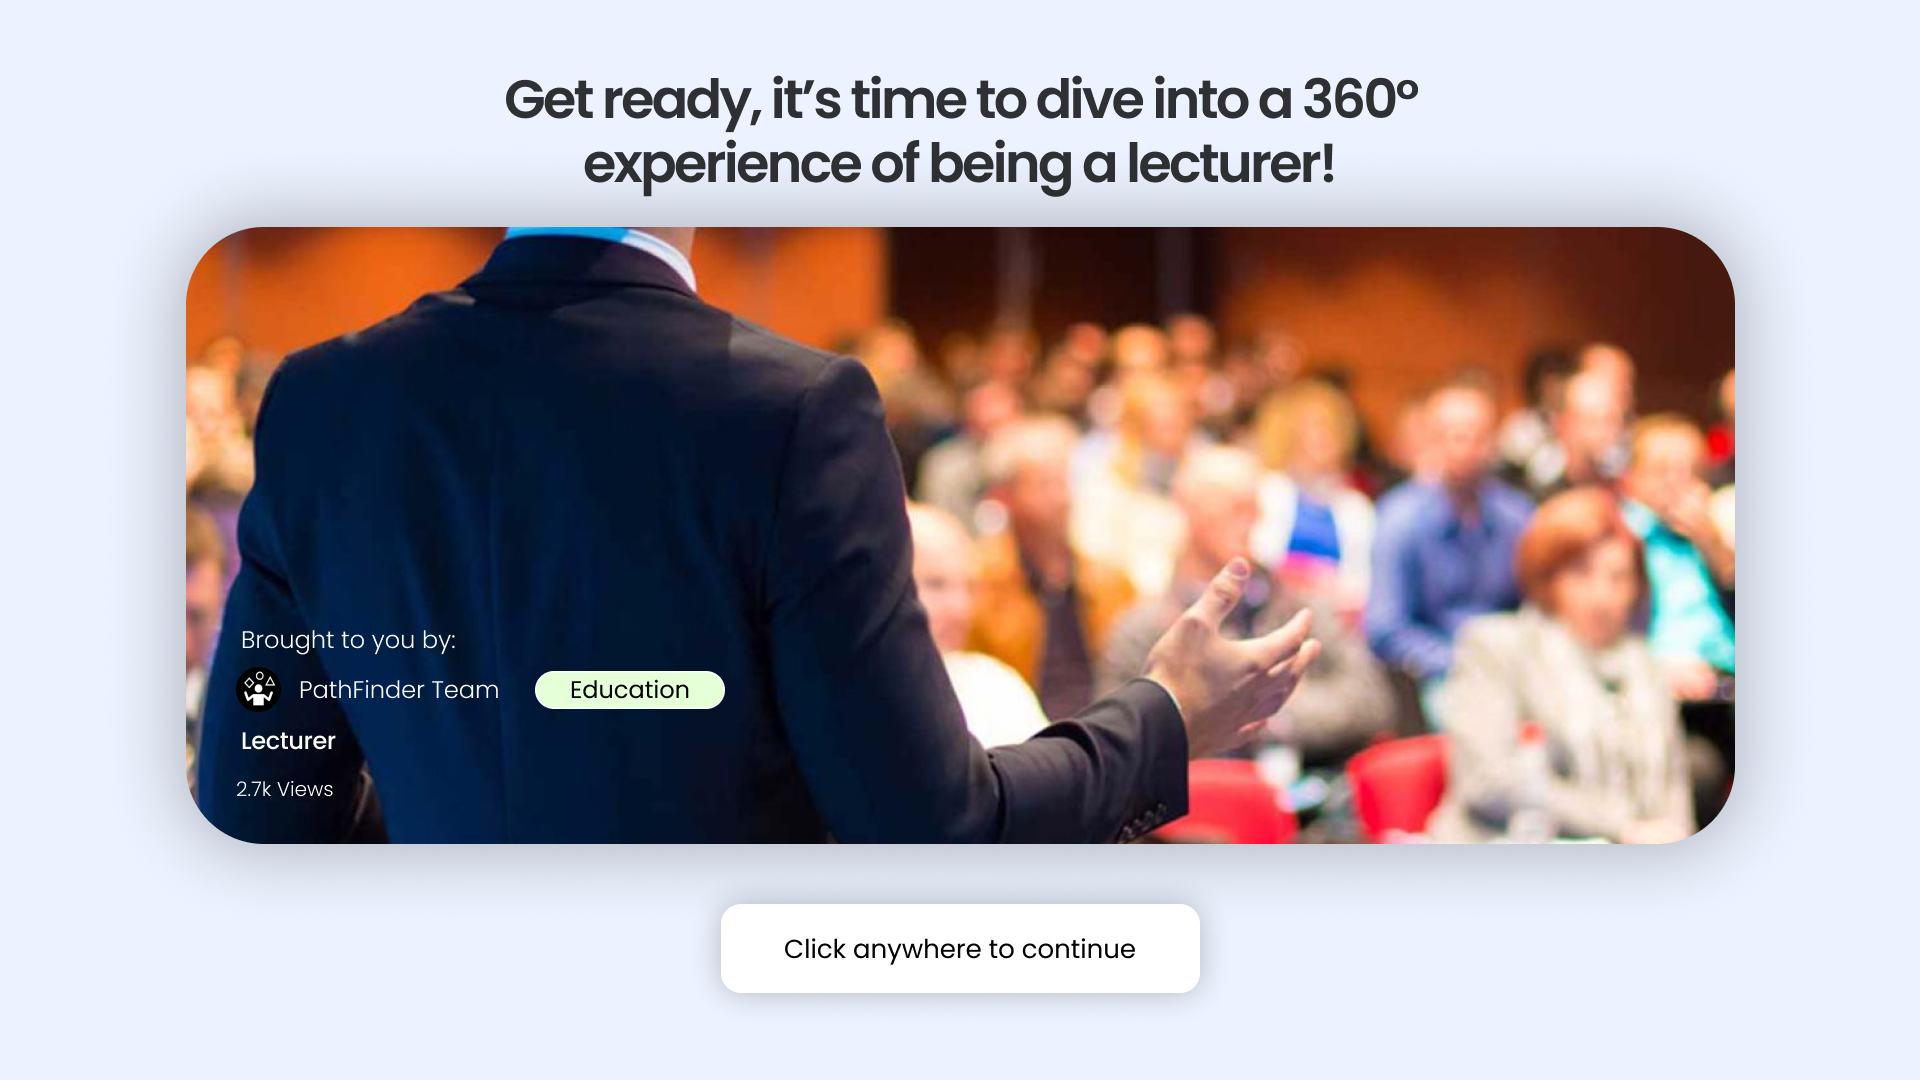 Get ready, it’s time to dive into a 360°
experience of being a lecturer!
Brought to you by:
PathFinder Team
Education
Lecturer
2.7k Views
Click anywhere to continue